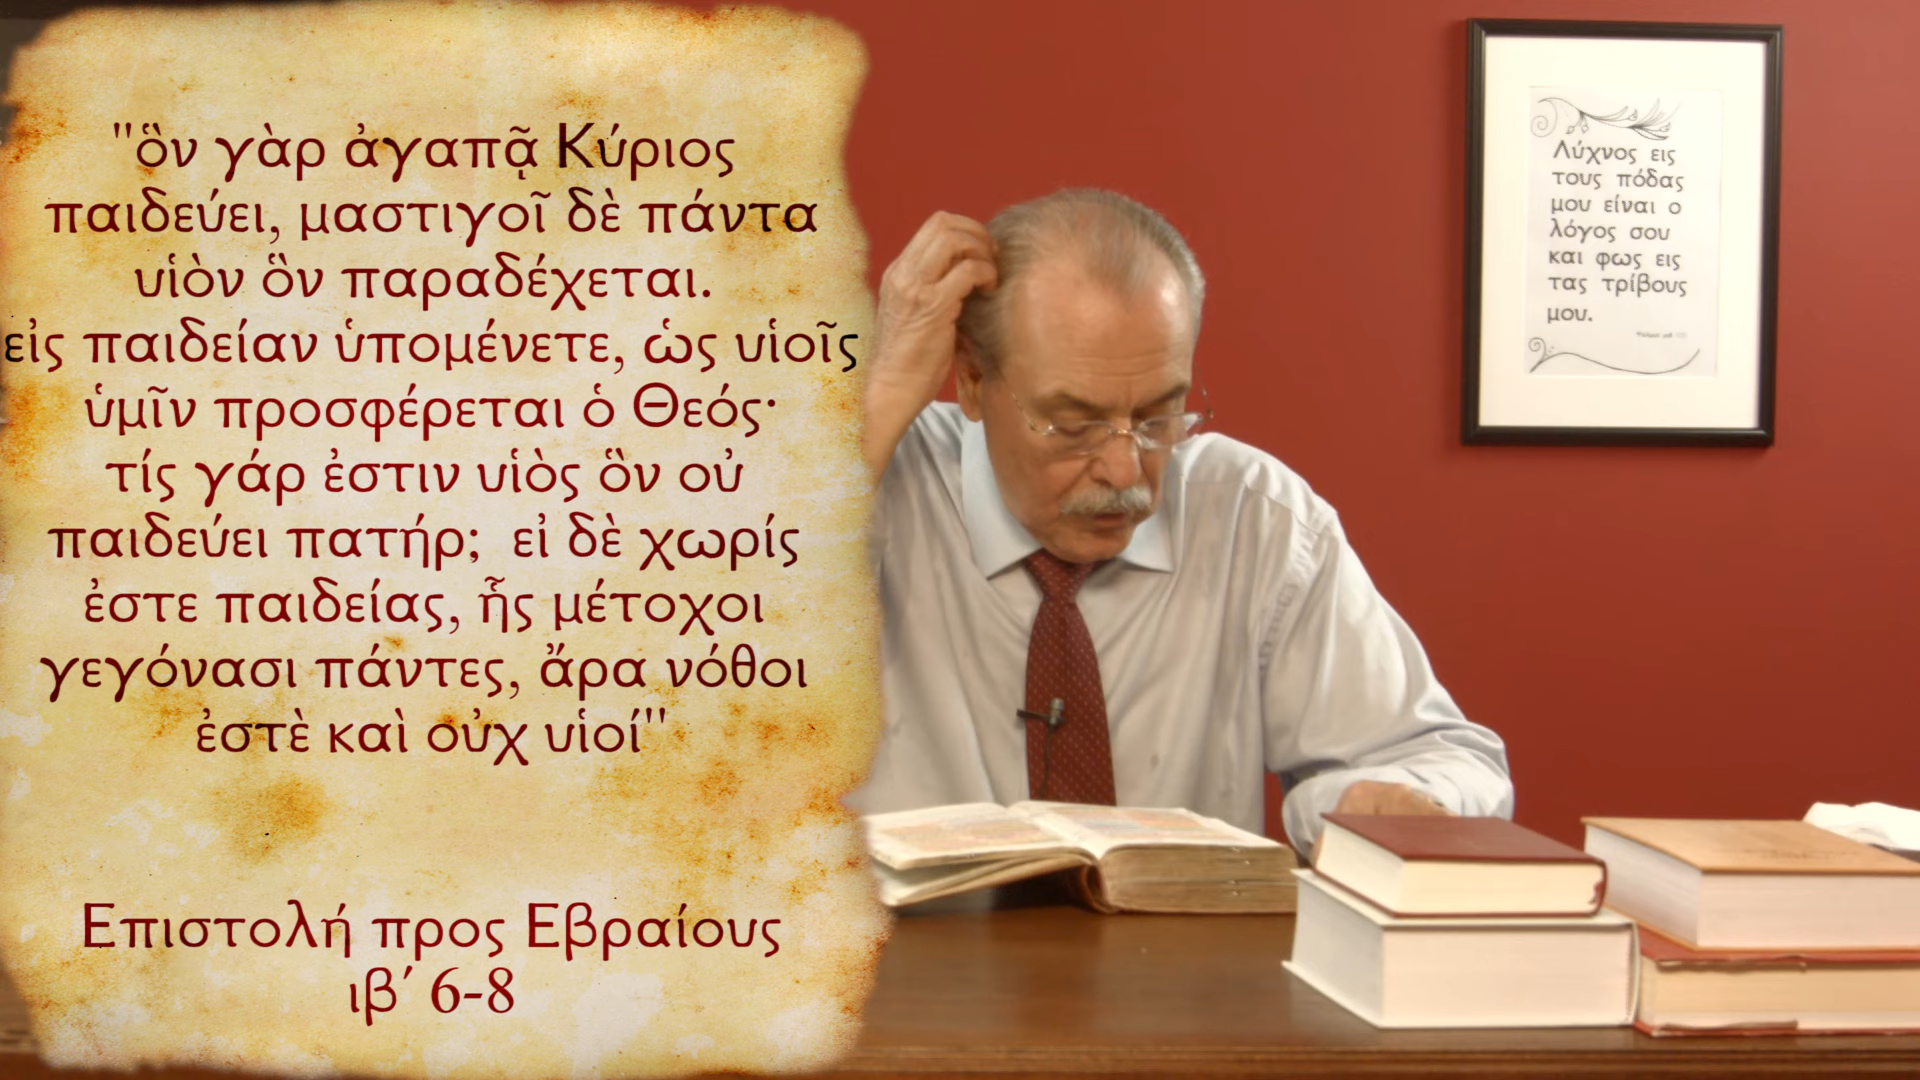 "ὃν γὰρ ἀγαπᾷ Κύριος
παιδεύει, μαστιγοῖ δὲ πάντα
υἱὸν ὃν παραδέχεται.
εἰς παιδείαν ὑπομένετε, ὡς υἱοῖς
ὑμῖν προσφέρεται ὁ Θεός·
τίς γάρ ἐστιν υἱὸς ὃν οὐ
παιδεύει πατήρ; εἰ δὲ χωρίς
ἐστε παιδείας, ἧς μέτοχοι
γεγόνασι πάντες, ἄρα νόθοι
ἐστὲ καὶ οὐχ υἱοί"
Επιστολή προς Εβραίους
ιβ΄ 6-8
Λύχνος εις
τους πόδας
μου είναι ο
λόγος σου
και φως εις
τας τρίβους
μου.